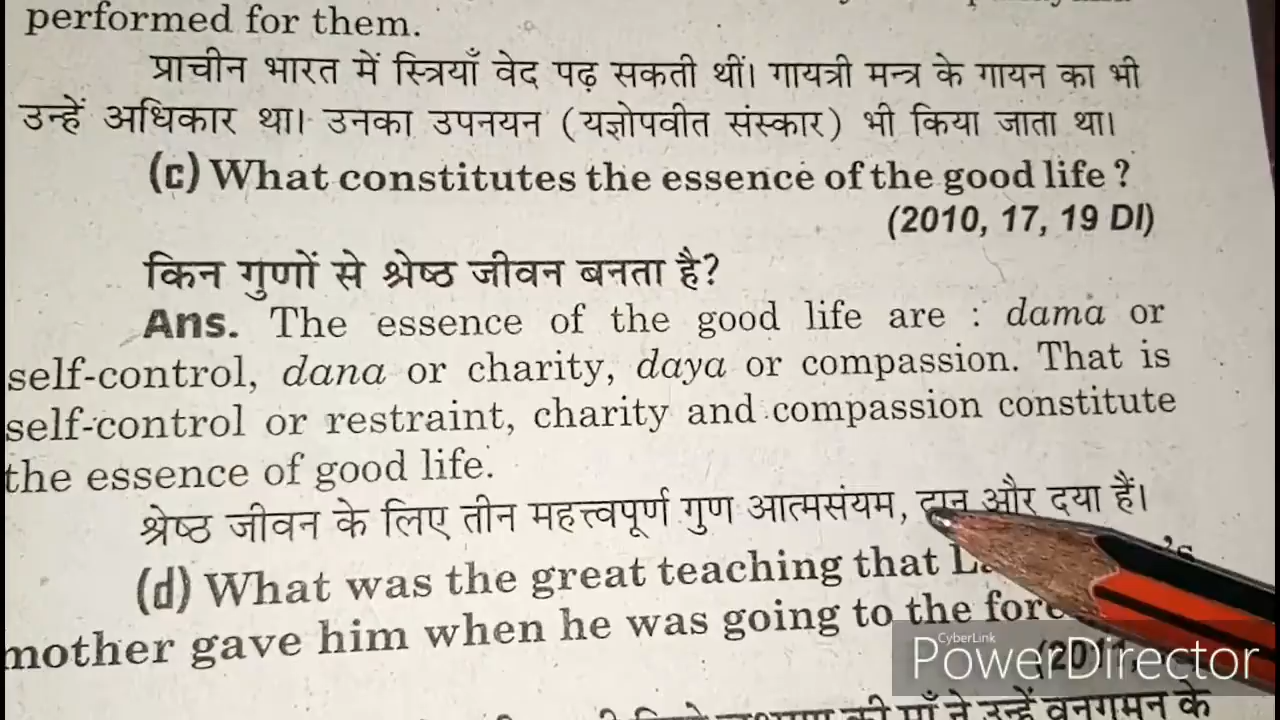 performed for them.
प्राचीन भारत में स्त्रियाँ वेद पढ़ सकती थीं। गायत्री मन्त्र के गायन का भी
उन्हें अधिकार था। उनका उपनयन (यज्ञोपवीत संस्कार) भी किया जाता था।
(c) What constitutes the essence of the good life ?
(2010, 17, 19 DI)
किन गुणों से श्रेष्ठ जीवन बनता है?
Ans. The essence of the good life are : dama or
self-control, dana or charity, daya or compassion. That is
self-control or restraint, charity and compassion constitute
the essence of good life.
श्रेष्ठ जीवन के लिए तीन महत्त्वपूर्ण गुण आत्मसंयम, दान और दया हैं।
(d) What was the great teaching that
mother gave him when he was going to the
CyberLink
PowerDirector
की माँ ने उन्हें वनगमन के